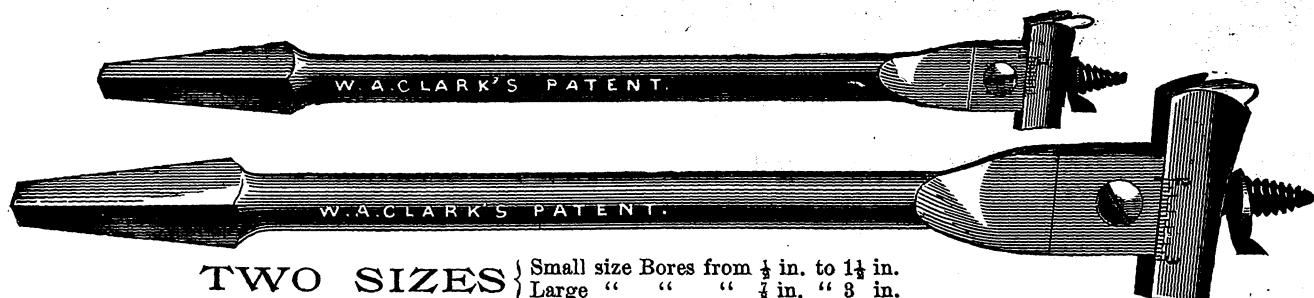 W.A.CLARK'S PATENT.
W.A.CLARK'S PATENT.
TWO SIZES { Small size Bores from ½ in. to 1½ in.
Large “ “ “ ⅞ in. “ 3 in.